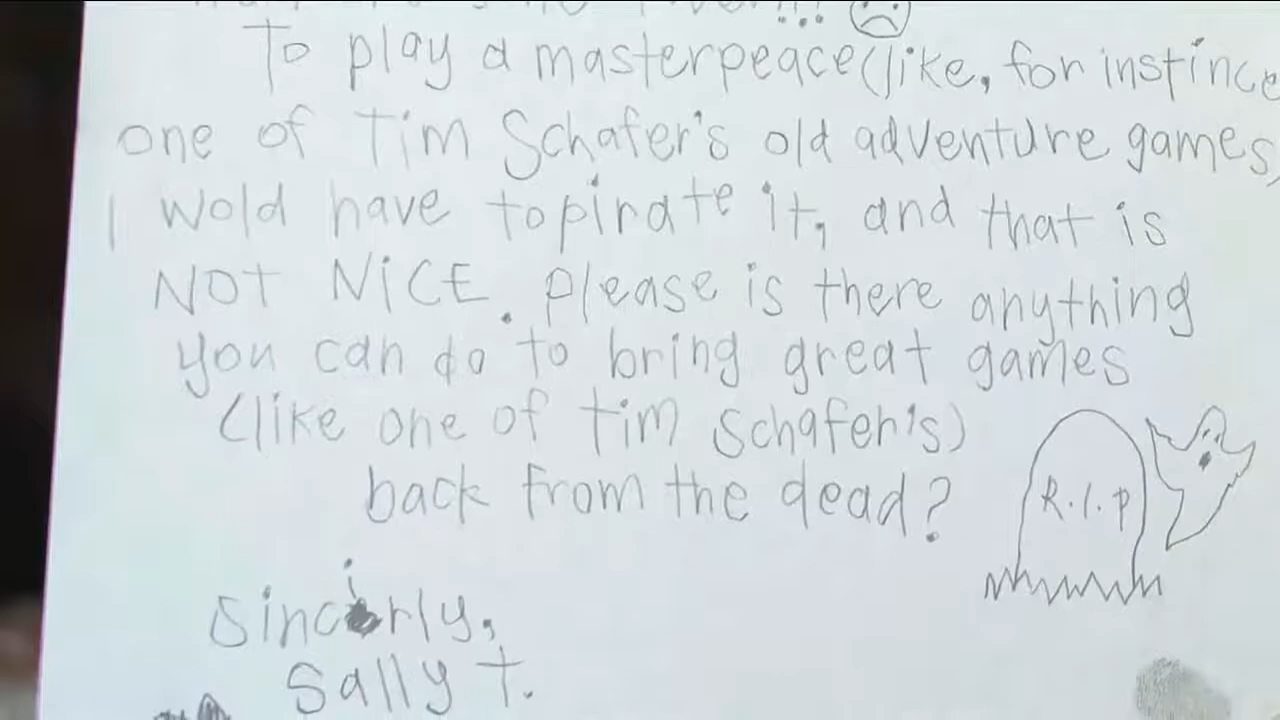 To play a masterpeace(like, for instince
one of Tim Schafer's old adventure games,
I wold have to pirate it, and that is
NOT NICE. please is there anything
you can do to bring great games
(like one of tim schafer's)
back from the dead?
R.I.P
Sincirly,
Sally T.